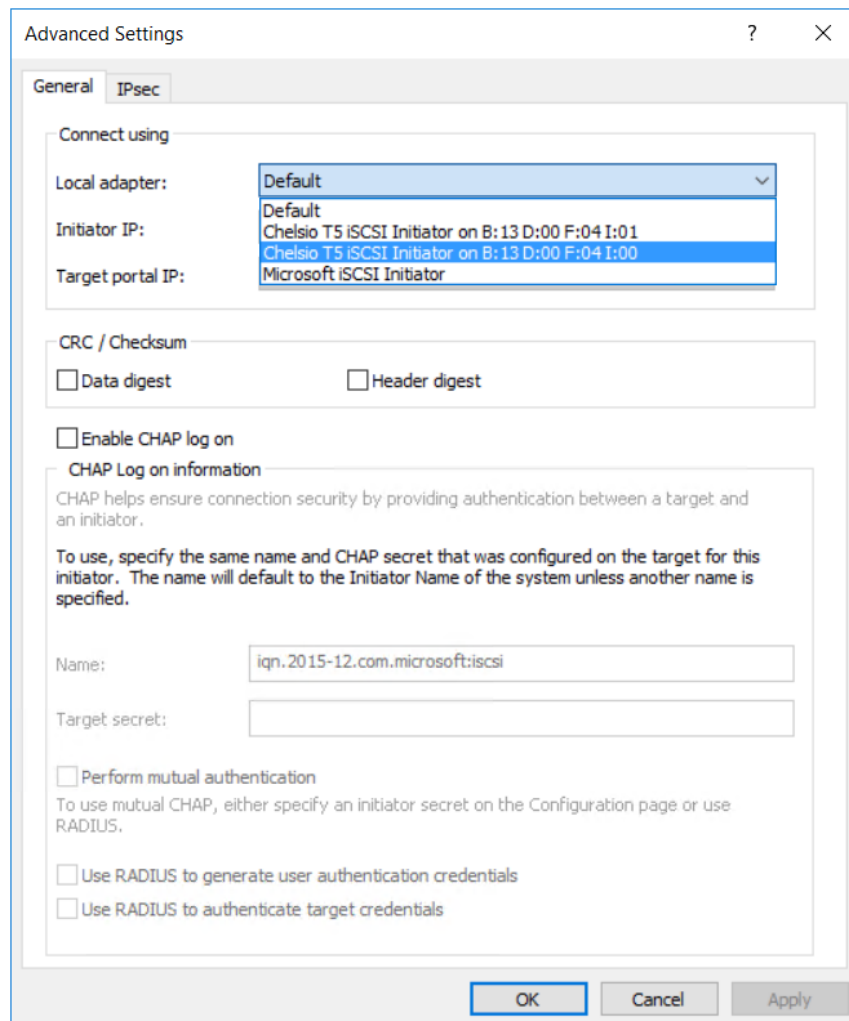 Advanced Settings
?
General
IPsec
Connect using
Local adapter:
Default
Default
Initiator IP:
Chelsio T5 iSCSI Initiator on B:13 D:00 F:04 I:01
Chelsio T5 iSCSI Initiator on B:13 D:00 F:04 I:00
Target portal IP:
Microsoft iSCSI Initiator
CRC / Checksum
Data digest
Header digest
Enable CHAP log on
CHAP Log on information
CHAP helps ensure connection security by providing authentication between a target and
an initiator.
To use, specify the same name and CHAP secret that was configured on the target for this
initiator.  The name will default to the Initiator Name of the system unless another name is
specified.
Name:
iqn.2015-12.com.microsoft:iscsi
Target secret:
Perform mutual authentication
To use mutual CHAP, either specify an initiator secret on the Configuration page or use
RADIUS.
Use RADIUS to generate user authentication credentials
Use RADIUS to authenticate target credentials
OK
Cancel
Apply